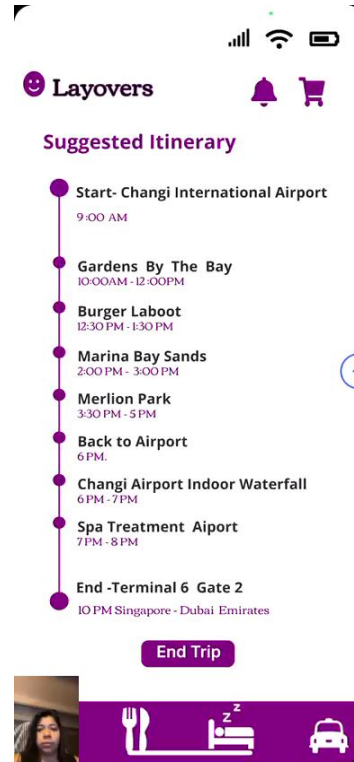 Layovers
Suggested Itinerary
Start- Changi International Airport
9:00 AM
Gardens By The Bay
10:00AM - 12:00PM
Burger Laboot
12:30 PM - 1:30 PM
Marina Bay Sands
2:00 PM - 3:00 PM
Merlion Park
3:30 PM - 5 PM
Back to Airport
6 PM.
Changi Airport Indoor Waterfall
6 PM - 7 PM
Spa Treatment Aiport
7 PM - 8 PM
End -Terminal 6 Gate 2
10 PM Singapore - Dubai Emirates
End Trip
z z